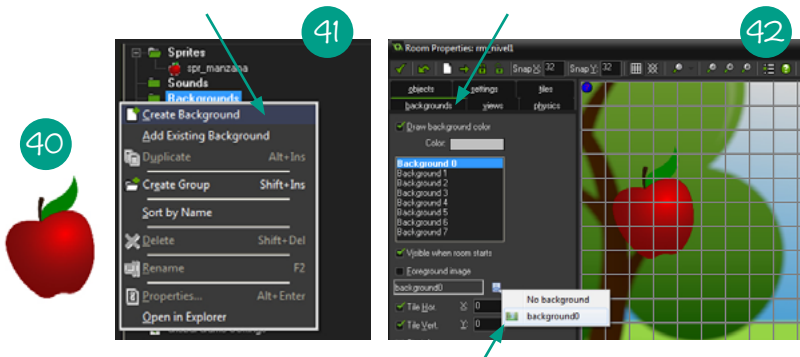 40
41
Sprites
spr_manzana
Sounds
Backgrounds
Create Background
Add Existing Background
Duplicate Alt+Ins
Create Group Shift+Ins
Sort by Name
Delete Shift+Del
Rename F2
Properties... Alt+Enter
Open in Explorer
42
Room Properties: rm_nivel1
Snap X: 32 Snap Y: 32
objects settings tiles
backgrounds views physics
Draw background color
Color:
Background 0
Background 1
Background 2
Background 3
Background 4
Background 5
Background 6
Background 7
Visible when room starts
Foreground image
background0
No background
background0
Tile Hor. X: 0
Tile Vert. Y: 0